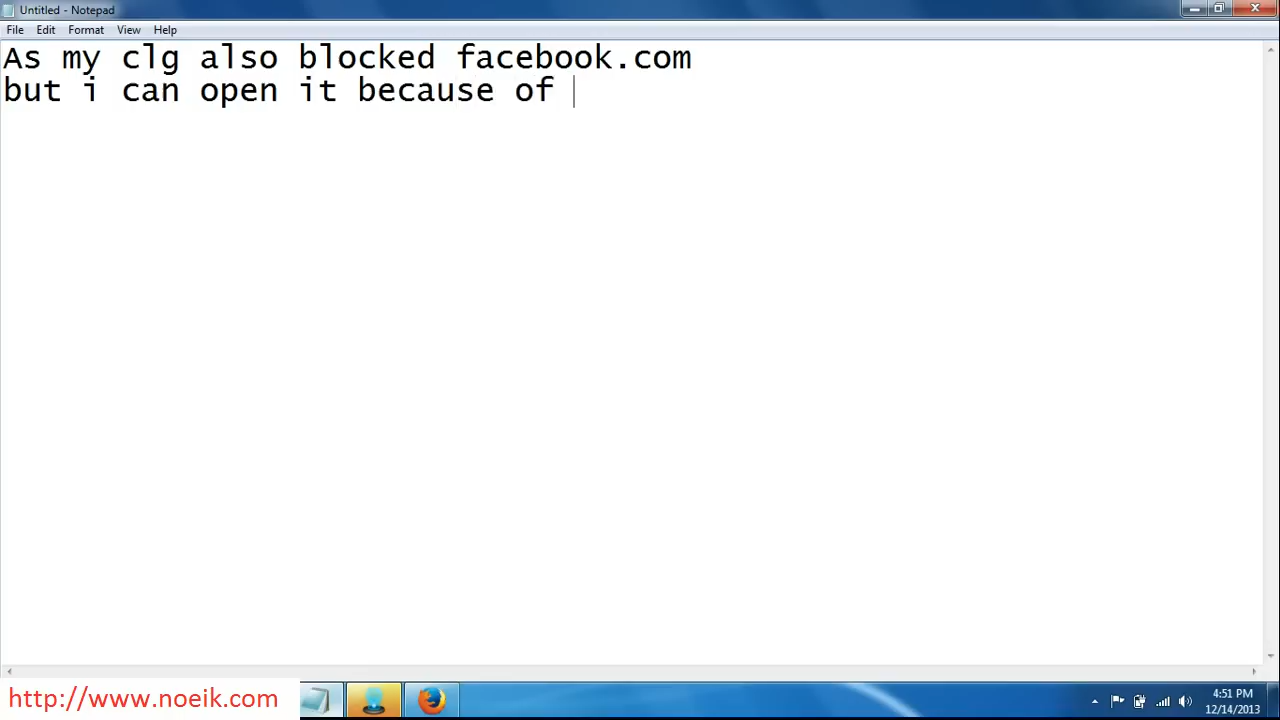 Untitled - Notepad
File Edit Format View Help
As my clg also blocked facebook.com
but i can open it because of
http://www.noeik.com
4:51 PM
12/14/2013